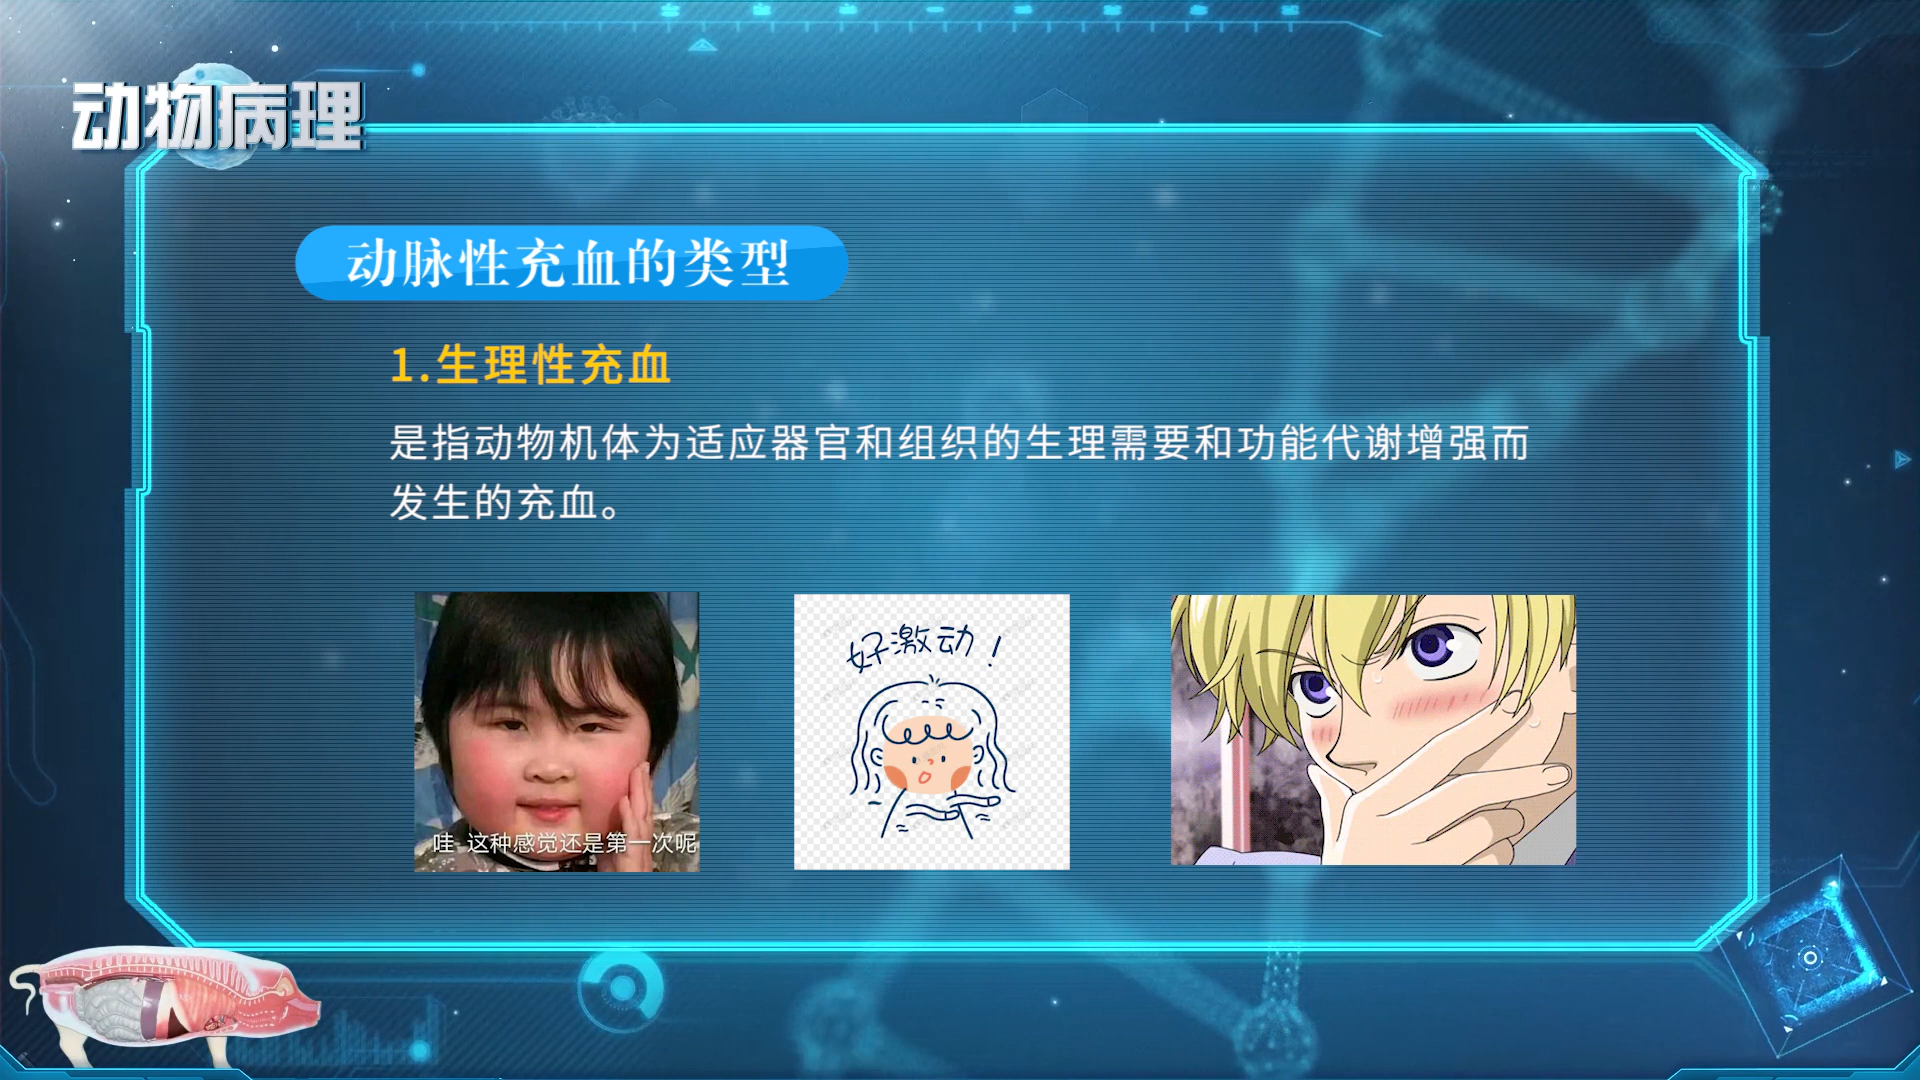 动物病理
动脉性充血的类型
1.生理性充血
是指动物机体为适应器官和组织的生理需要和功能代谢增强而
发生的充血。
哇 这种感觉还是第一次呢
好激动！